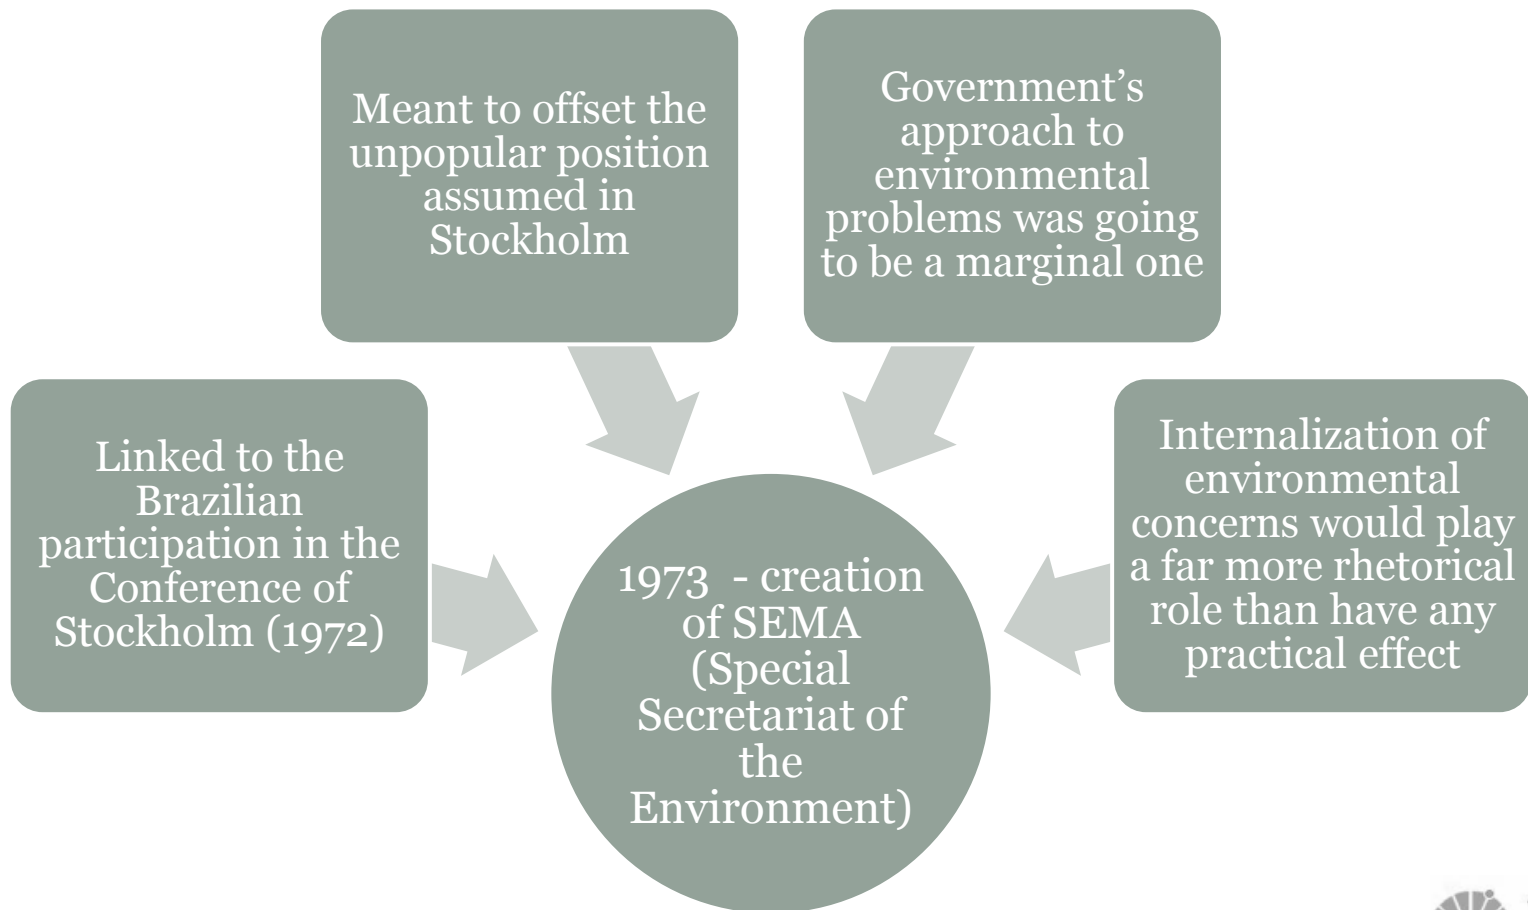 Meant to offset the
unpopular position
assumed in
Stockholm
Government’s
approach to
environmental
problems was going
to be a marginal one
Linked to the
Brazilian
participation in the
Conference of
Stockholm (1972)
Internalization of
environmental
concerns would play
a far more rhetorical
role than have any
practical effect
1973  - creation
of SEMA
(Special
Secretariat of
the
Environment)